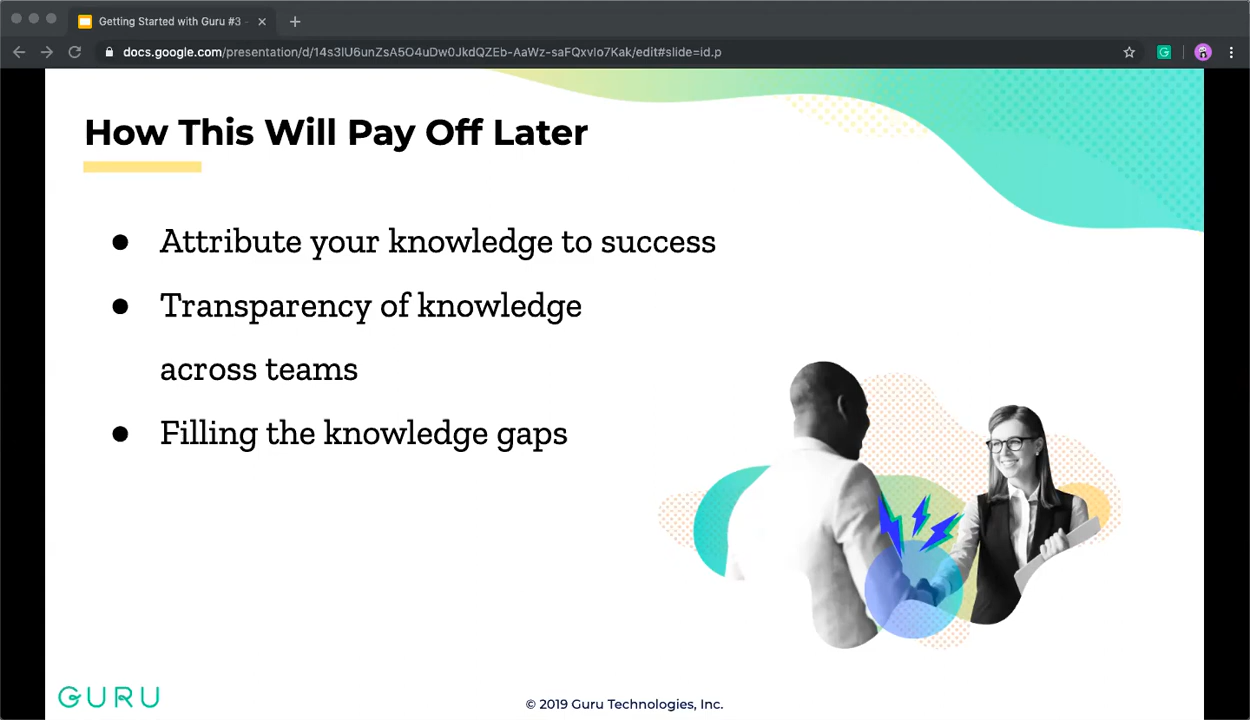 Getting Started with Guru #3 -
docs.google.com/presentation/d/14s3IU6unZsA5O4uDw0JkdQZEb-AaWz-saFQxvlo7Kak/edit#slide=id.p
How This Will Pay Off Later
● Attribute your knowledge to success
● Transparency of knowledge
across teams
● Filling the knowledge gaps
GURU
© 2019 Guru Technologies, Inc.